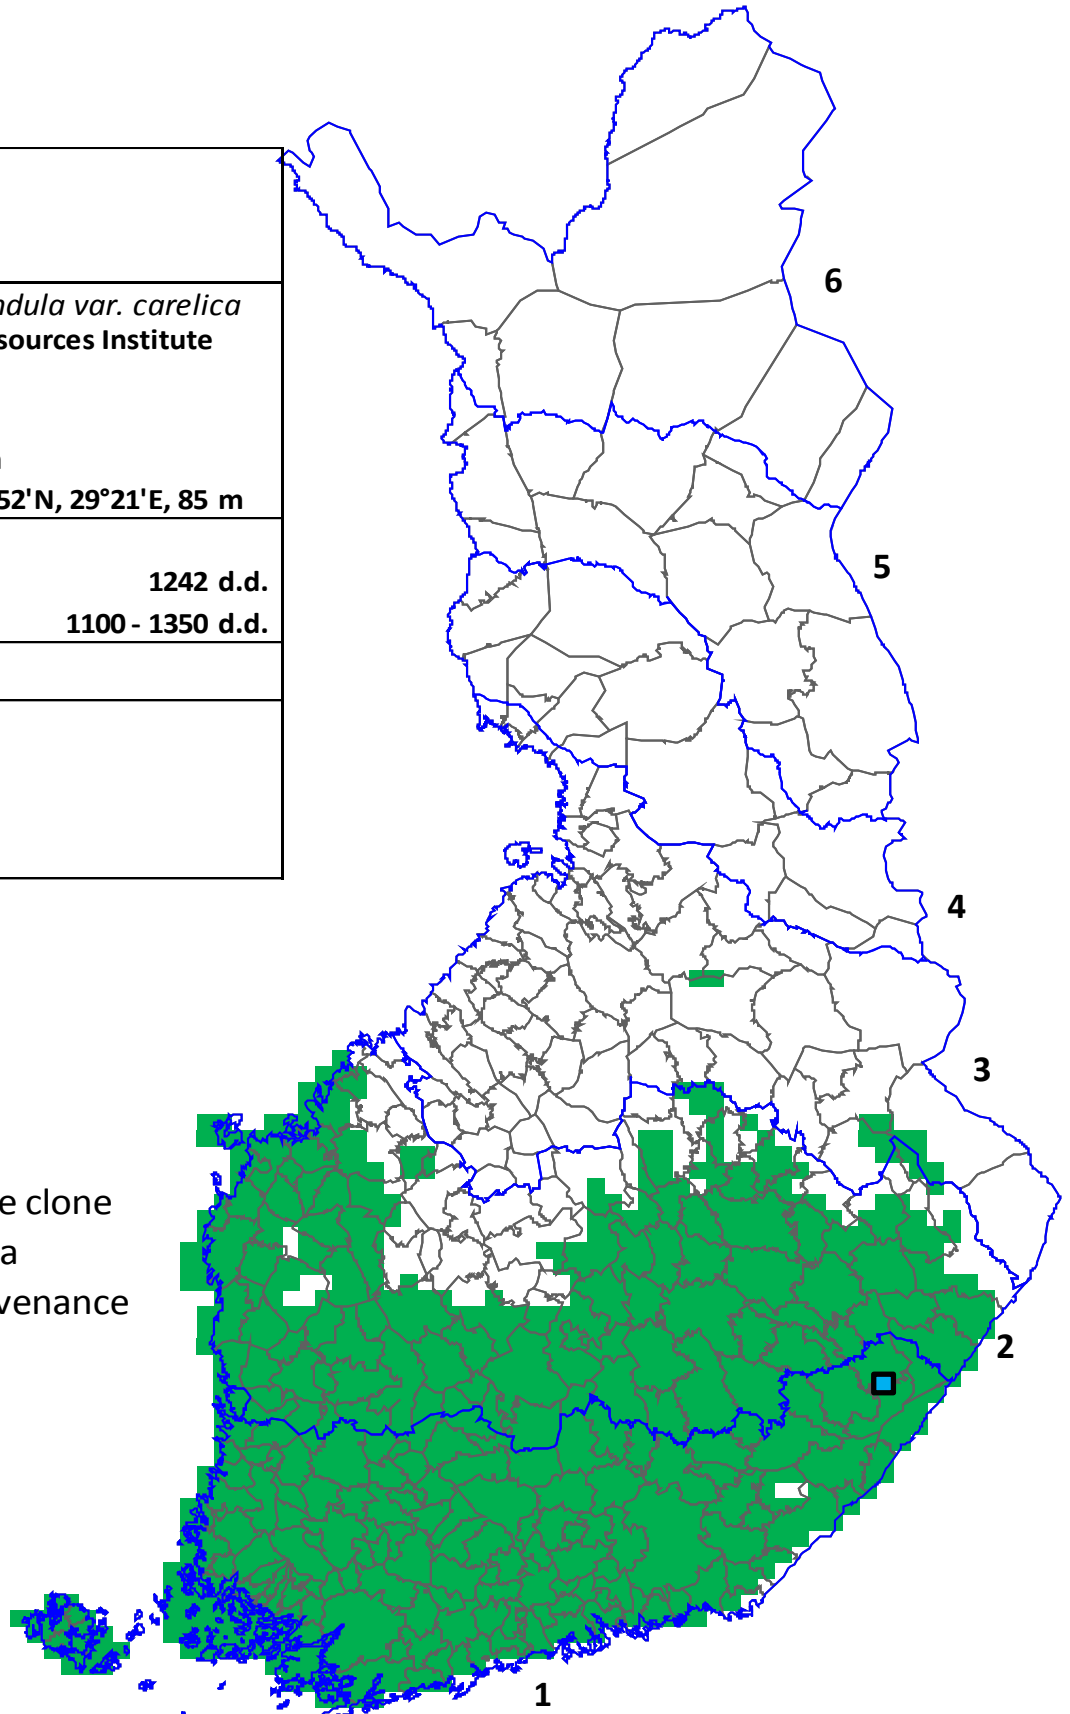 ndula var. carelica
sources Institute
52'N, 29°21'E, 85 m
1242 d.d.
1100 - 1350 d.d.
6
5
4
3
e clone
a
venance
2
1